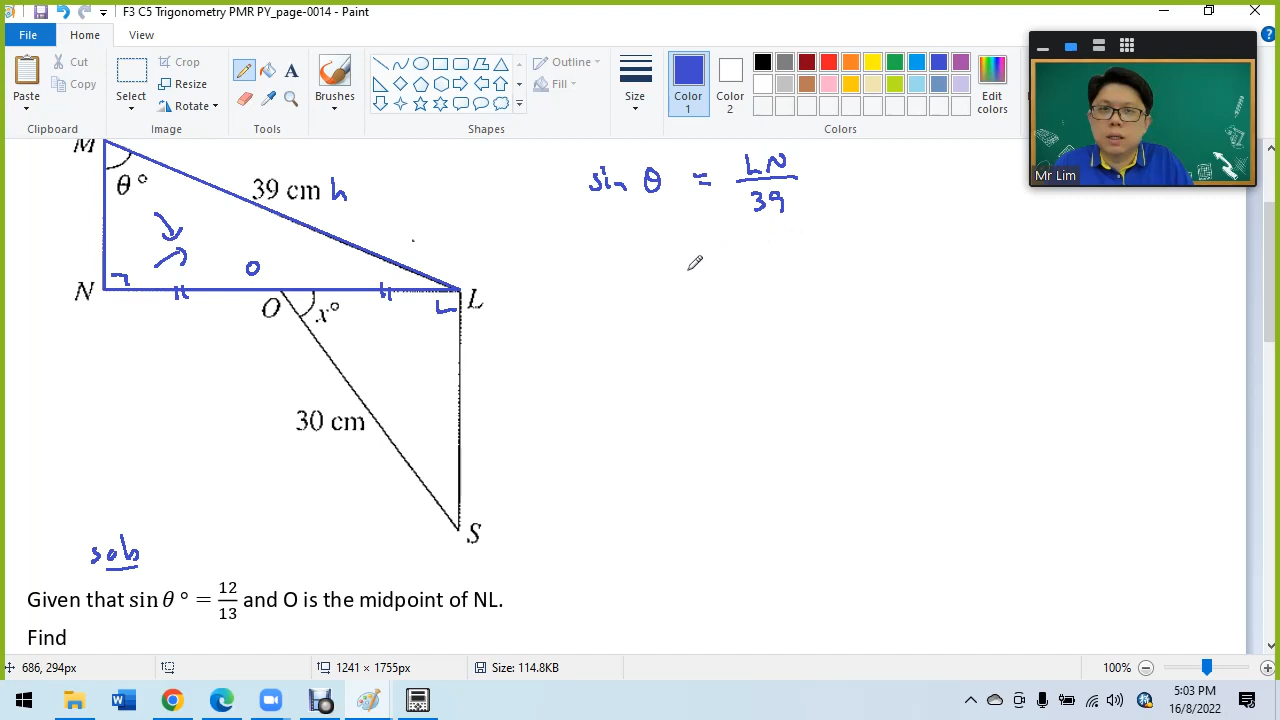 F3 C5 Trigonometry PMR PY_page-0014 - Paint
File Home View
Paste Cut Copy Clipboard
Select Crop Resize Rotate Image
Tools
Brushes
Outline Fill Shapes
Size
Color 1 Color 2 Edit colors Colors
Mr Lim
M
θ°
39 cm h
sin θ = LN/39
o
N
O
x°
L
30 cm
S
soh
Given that sin θ ° = 12/13 and O is the midpoint of NL.
Find
686, 294px
1241 × 1755px
Size: 114.8KB
100%
5:03 PM
16/8/2022